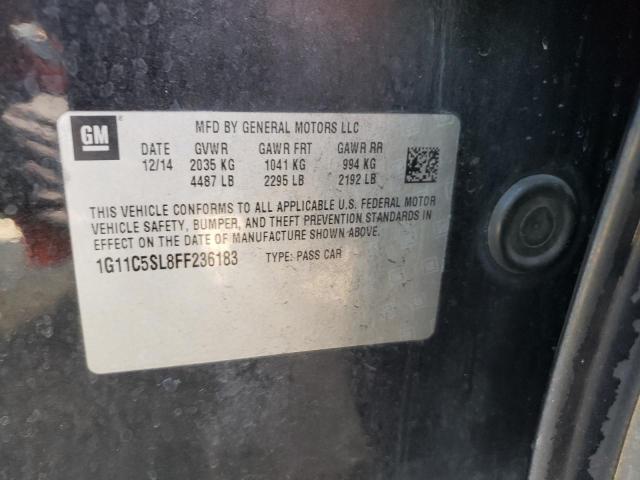 GM
MFD BY GENERAL MOTORS LLC
DATE GVWR GAWR FRT GAWR RR
12/14 2035 KG 1041 KG 994 KG
4487 LB 2295 LB 2192 LB
THIS VEHICLE CONFORMS TO ALL APPLICABLE U.S. FEDERAL MOTOR
VEHICLE SAFETY, BUMPER, AND THEFT PREVENTION STANDARDS IN
EFFECT ON THE DATE OF MANUFACTURE SHOWN ABOVE.
1G11C5SL8FF236183 TYPE: PASS CAR